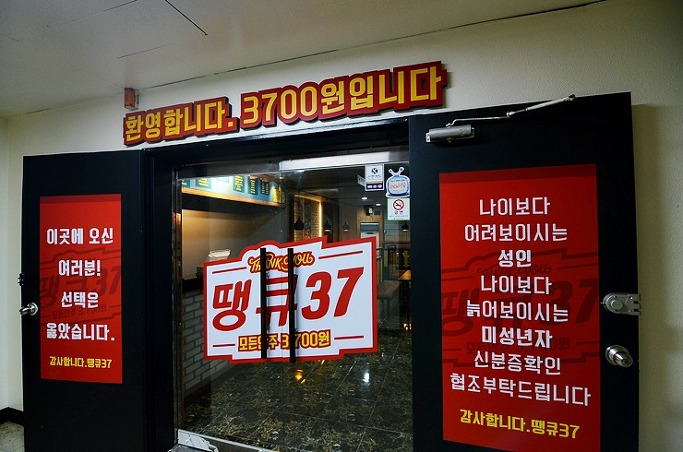 환영합니다. 3700원입니다
이곳에 오신
여러분!
선택은
옳았습니다.
감사합니다.땡큐37
THANK YOU
땡큐37
모든안주 3,700원
금연
나이보다
어려보이시는
성인
나이보다
늙어보이시는
미성년자
신분증확인
협조부탁드립니다
감사합니다.땡큐37